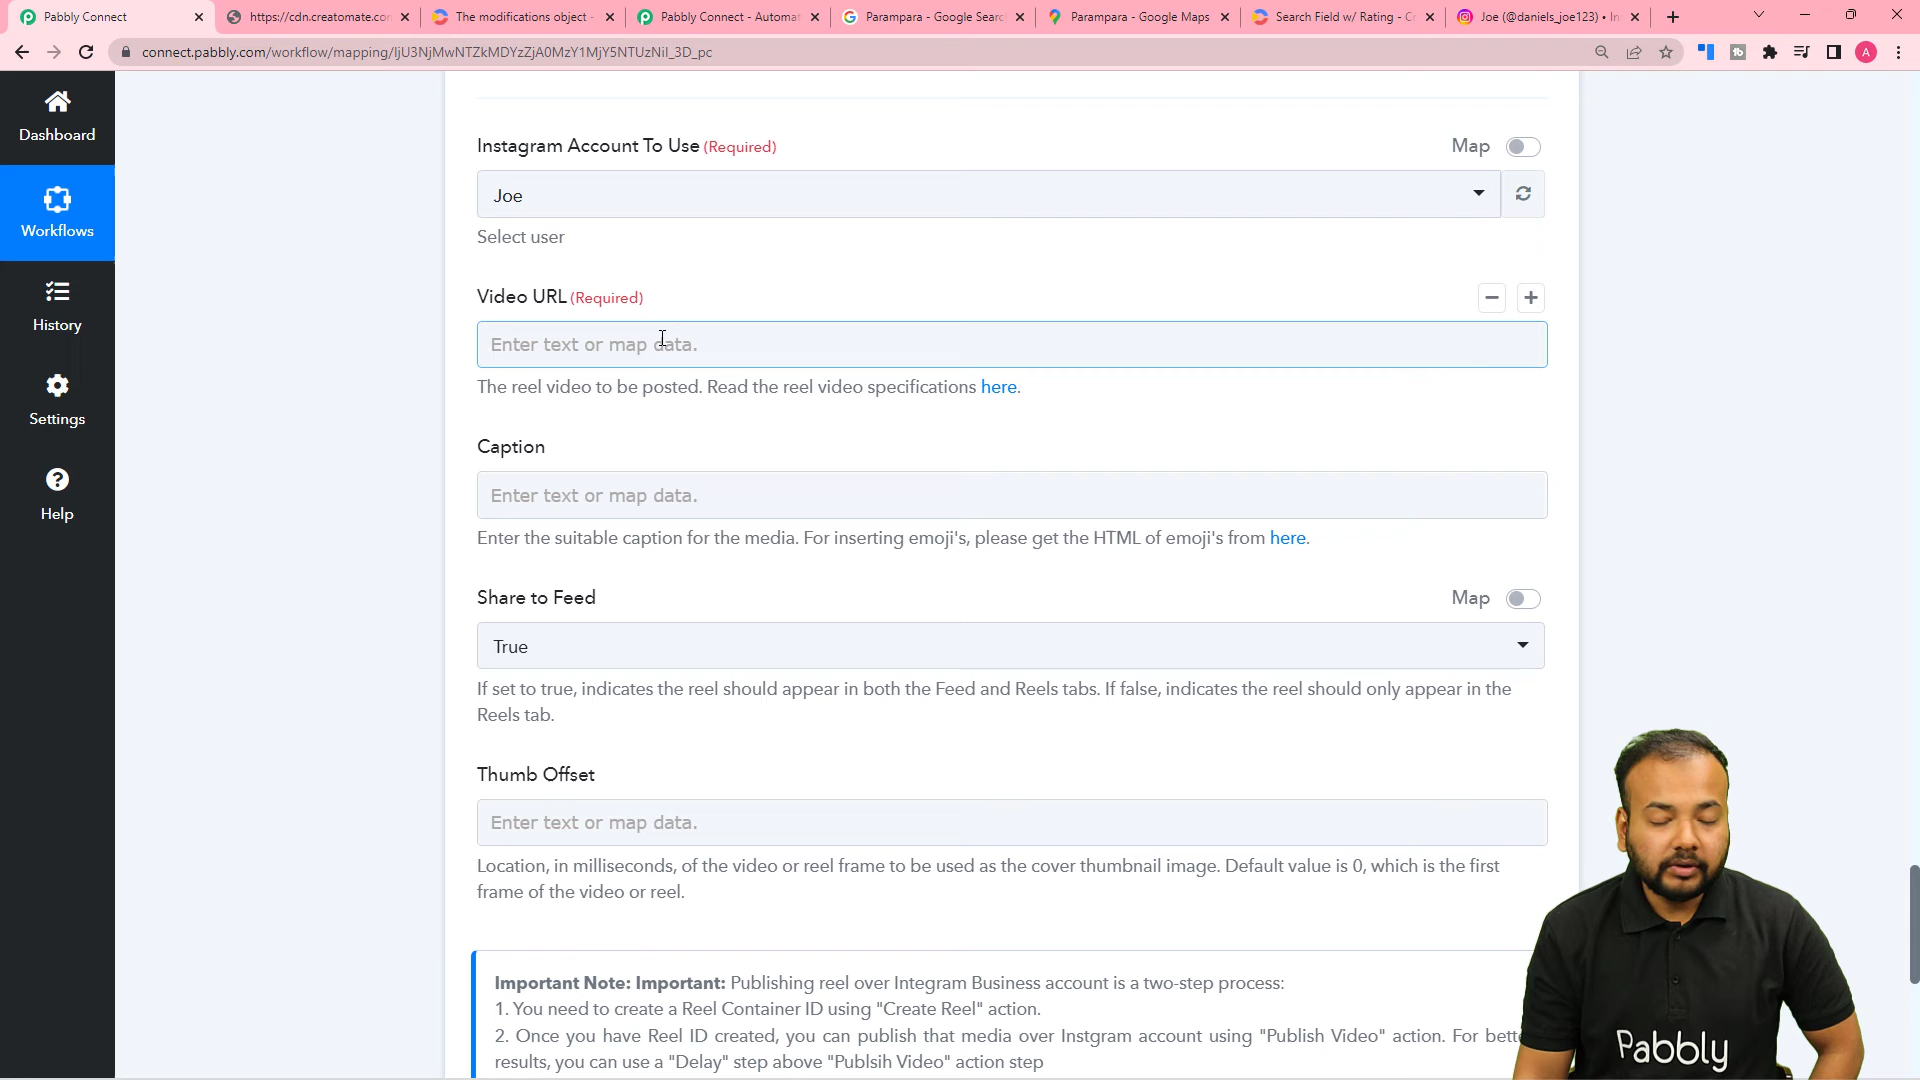 Pabbly Connect
https://cdn.creatomate.co
The modifications object -
Pabbly Connect - Automat
Parampara - Google Searc
Parampara - Google Maps
Search Field w/ Rating - C
Joe (@daniels_joe123) • In
connect.pabbly.com/workflow/mapping/IjU3NjMwNTZkMDYzZjA0MzY1MjY5NTUzNiI_3D_pc
A
Dashboard
Workflows
History
Settings
Help
Instagram Account To Use (Required)
Map
Joe
Select user
Video URL (Required)
Enter text or map data.
The reel video to be posted. Read the reel video specifications here.
Caption
Enter text or map data.
Enter the suitable caption for the media. For inserting emoji's, please get the HTML of emoji's from here.
Share to Feed
Map
True
If set to true, indicates the reel should appear in both the Feed and Reels tabs. If false, indicates the reel should only appear in the
Reels tab.
Thumb Offset
Enter text or map data.
Location, in milliseconds, of the video or reel frame to be used as the cover thumbnail image. Default value is 0, which is the first
frame of the video or reel.
Important Note: Important: Publishing reel over Integram Business account is a two-step process:
1. You need to create a Reel Container ID using "Create Reel" action.
2. Once you have Reel ID created, you can publish that media over Instgram account using "Publish Video" action. For bett
results, you can use a "Delay" step above "Publsih Video" action step
Pabbly